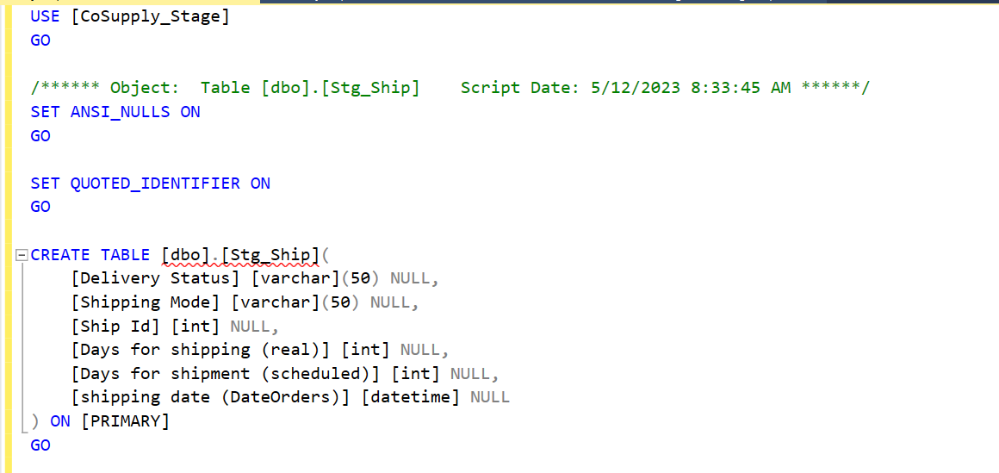 USE [CoSupply_Stage]
GO
/****** Object:  Table [dbo].[Stg_Ship]    Script Date: 5/12/2023 8:33:45 AM ******/
SET ANSI_NULLS ON
GO
SET QUOTED_IDENTIFIER ON
GO
CREATE TABLE [dbo].[Stg_Ship](
[Delivery Status] [varchar](50) NULL,
[Shipping Mode] [varchar](50) NULL,
[Ship Id] [int] NULL,
[Days for shipping (real)] [int] NULL,
[Days for shipment (scheduled)] [int] NULL,
[shipping date (DateOrders)] [datetime] NULL
) ON [PRIMARY]
GO